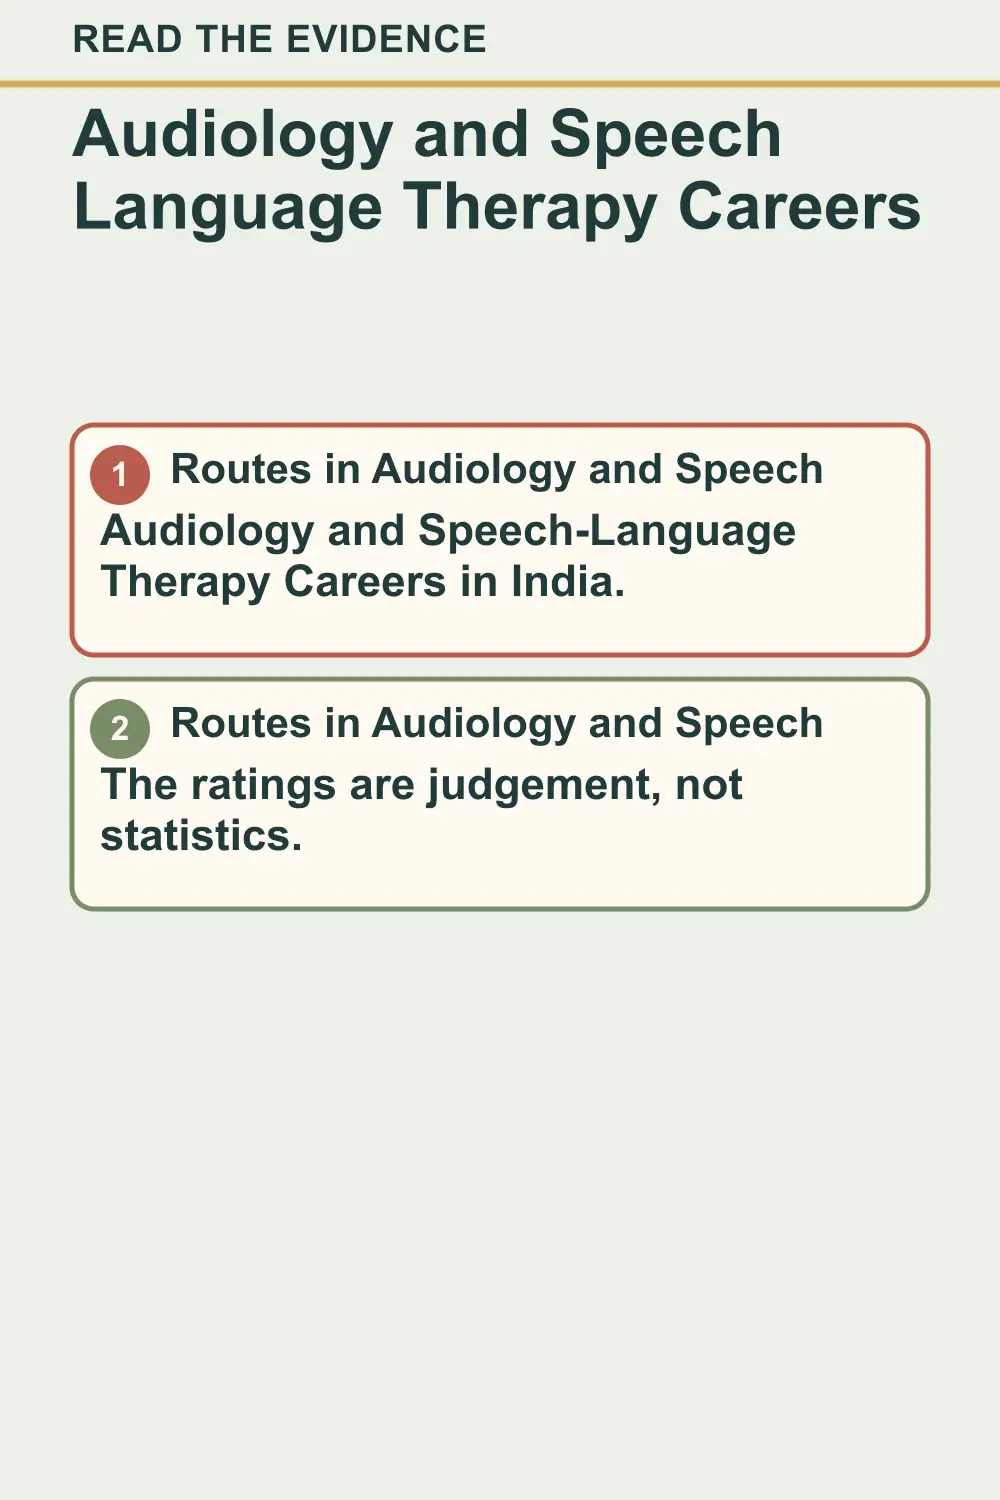 READ THE EVIDENCE
Audiology and Speech
Language Therapy Careers
1 Routes in Audiology and Speech
Audiology and Speech-Language
Therapy Careers in India.
2 Routes in Audiology and Speech
The ratings are judgement, not
statistics.